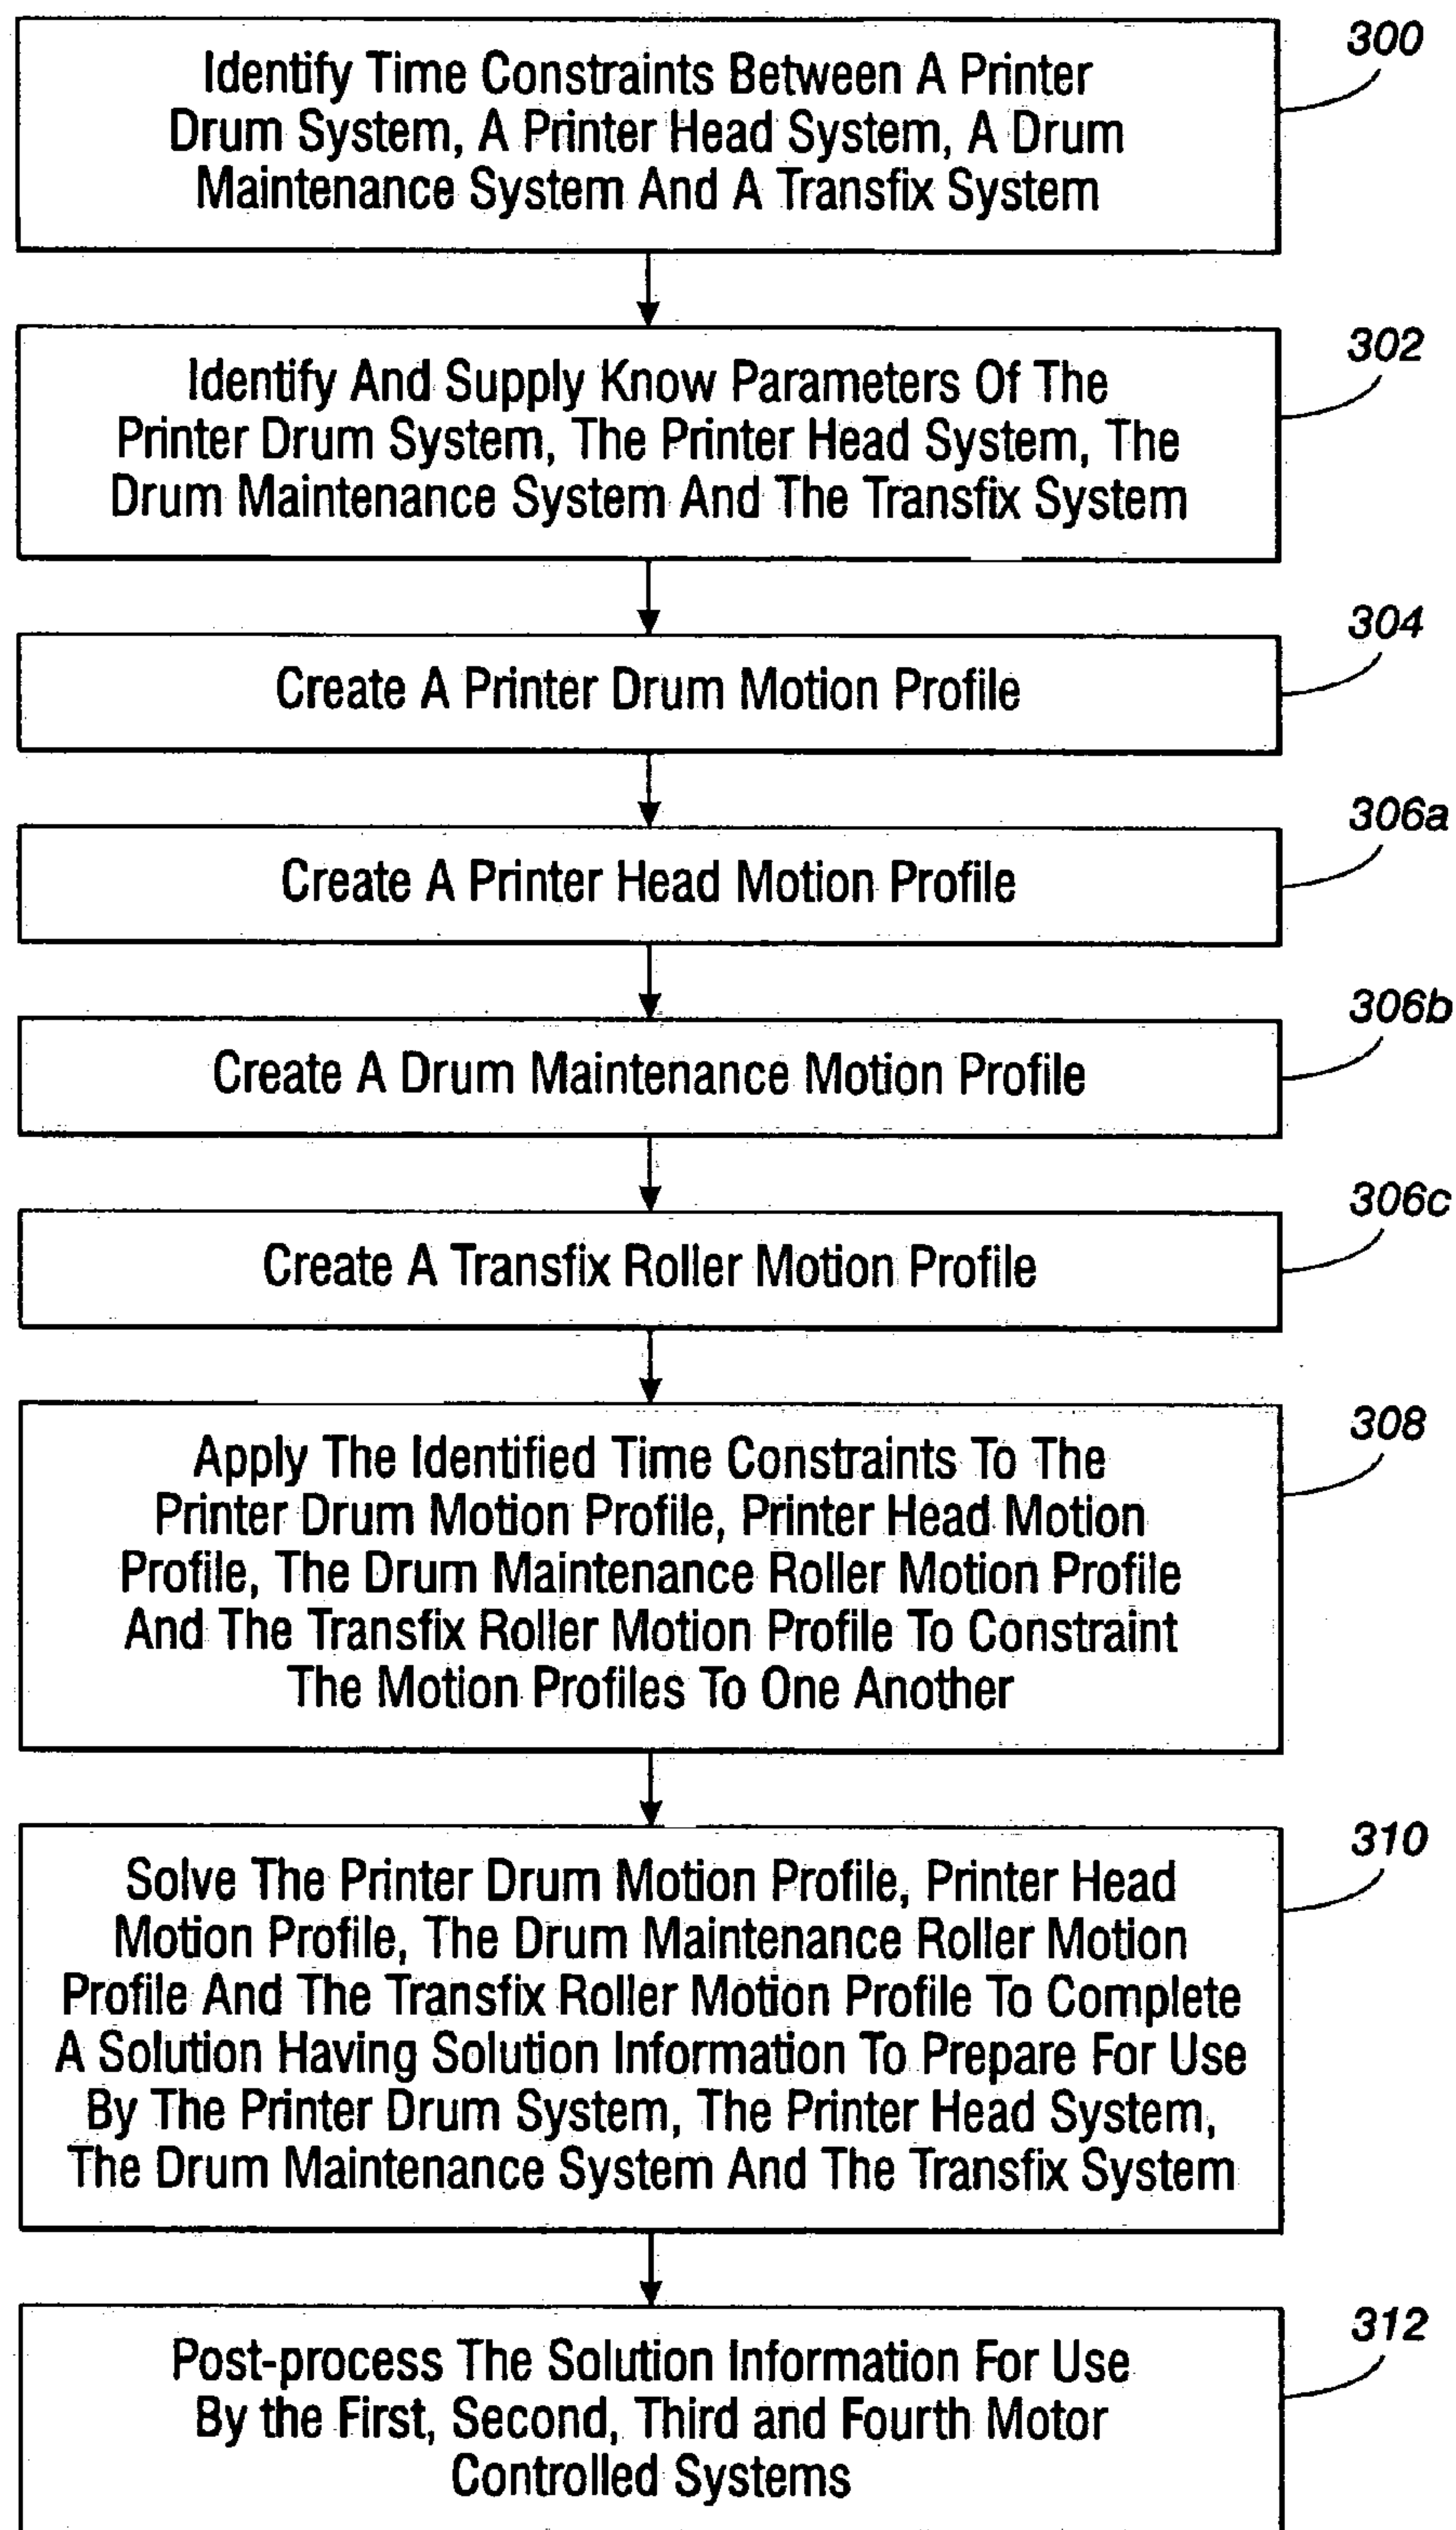 300
Identify Time Constraints Between A Printer
Drum System, A Printer Head System, A Drum
Maintenance System And A Transfix System
302
Identify And Supply Know Parameters Of The
Printer Drum System, The Printer Head System, The
Drum Maintenance System And The Transfix System
304
Create A Printer Drum Motion Profile
306a
Create A Printer Head Motion Profile
306b
Create A Drum Maintenance Motion Profile
306c
Create A Transfix Roller Motion Profile
308
Apply The Identified Time Constraints To The
Printer Drum Motion Profile, Printer Head Motion
Profile, The Drum Maintenance Roller Motion Profile
And The Transfix Roller Motion Profile To Constraint
The Motion Profiles To One Another
310
Solve The Printer Drum Motion Profile, Printer Head
Motion Profile, The Drum Maintenance Roller Motion
Profile And The Transfix Roller Motion Profile To Complete
A Solution Having Solution Information To Prepare For Use
By The Printer Drum System, The Printer Head System,
The Drum Maintenance System And The Transfix System
312
Post-process The Solution Information For Use
By the First, Second, Third and Fourth Motor
Controlled Systems